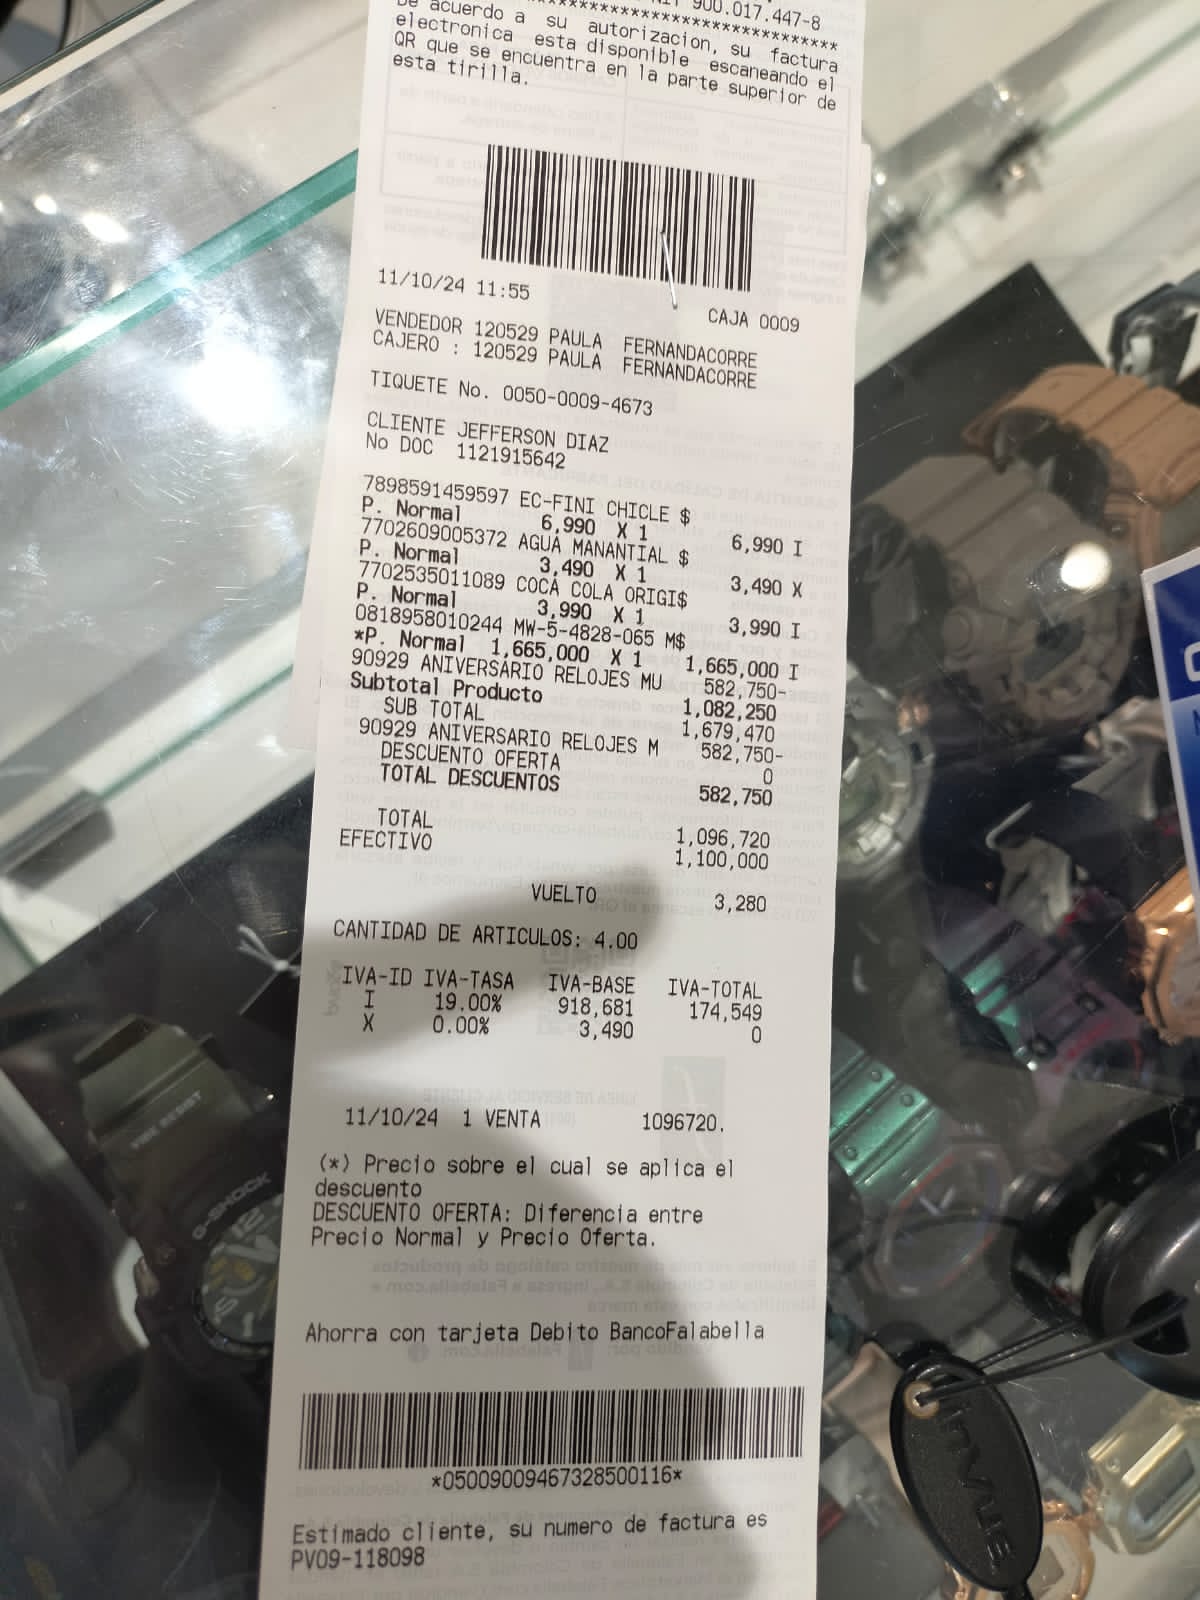 NIT 900.017.447-8
****************************************
De acuerdo a su autorizacion, su factura
electronica esta disponible escaneando el
QR que se encuentra en la parte superior de
esta tirilla.
11/10/24 11:55 CAJA 0009
VENDEDOR 120529 PAULA FERNANDACORRE
CAJERO : 120529 PAULA FERNANDACORRE
TIQUETE No. 0050-0009-4673
CLIENTE JEFFERSON DIAZ
No DOC 1121915642
7898591459597 EC-FINI CHICLE $
P. Normal 6,990 X 1 6,990 I
7702609005372 AGUA MANANTIAL $
P. Normal 3,490 X 1 3,490 X
7702535011089 COCA COLA ORIGI$
P. Normal 3,990 X 1 3,990 I
0818958010244 MW-5-4828-065 M$
*P. Normal 1,665,000 X 1 1,665,000 I
90929 ANIVERSARIO RELOJES MU 582,750-
Subtotal Producto 1,082,250
SUB TOTAL 1,679,470
90929 ANIVERSARIO RELOJES M 582,750-
DESCUENTO OFERTA 0
TOTAL DESCUENTOS 582,750
TOTAL 1,096,720
EFECTIVO 1,100,000
VUELTO 3,280
CANTIDAD DE ARTICULOS: 4.00
IVA-ID IVA-TASA IVA-BASE IVA-TOTAL
I 19.00% 918,681 174,549
X 0.00% 3,490 0
11/10/24 1 VENTA 1096720.
(*) Precio sobre el cual se aplica el
descuento
DESCUENTO OFERTA: Diferencia entre
Precio Normal y Precio Oferta.
Ahorra con tarjeta Debito BancoFalabella
*05009009467328500116*
Estimado cliente, su numero de factura es
PV09-118098
G-SHOCK
INVUE